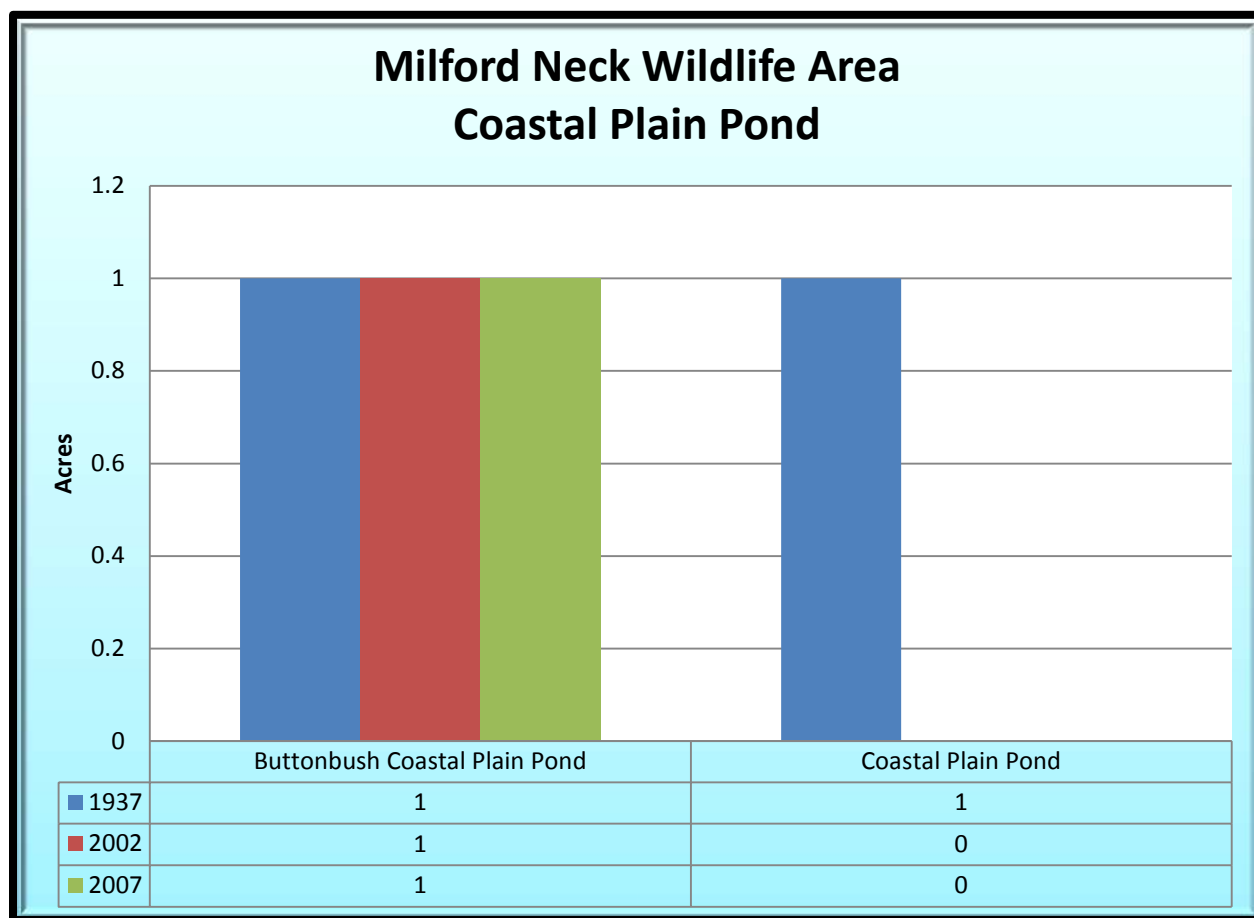 Milford Neck Wildlife Area
Coastal Plain Pond
1.2
1
0.8
0.6
0.4
0.2
0
Acres
Buttonbush Coastal Plain Pond Coastal Plain Pond
1937 1 1
2002 1 0
2007 1 0